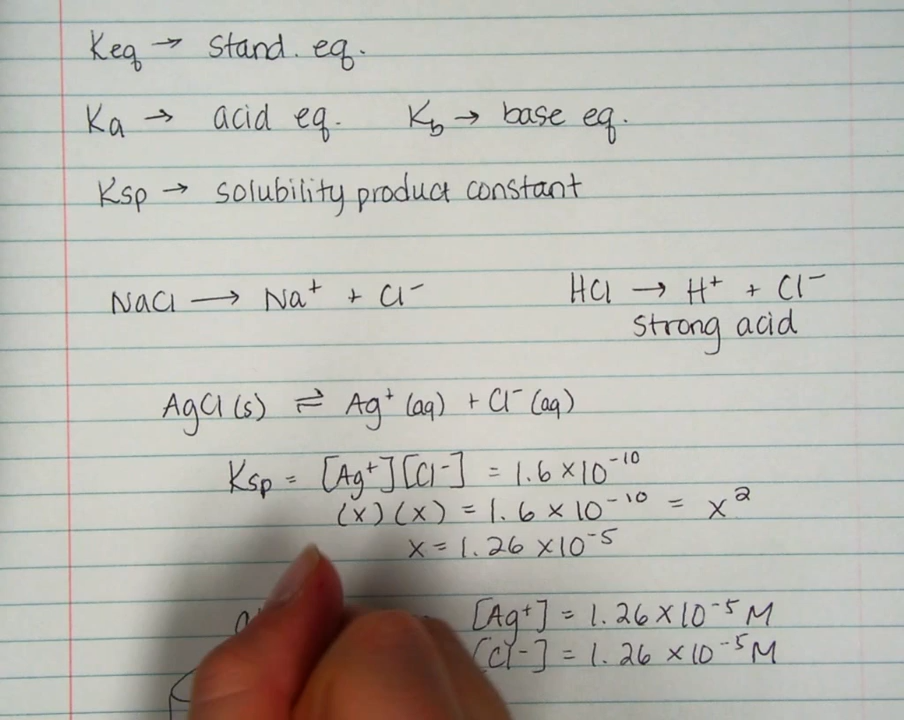 Keq → stand. eq.
Ka → acid eq. Kb → base eq.
Ksp → solubility product constant
NaCl → Na⁺ + Cl⁻ HCl → H⁺ + Cl⁻
strong acid
AgCl (s) ⇌ Ag⁺ (aq) + Cl⁻ (aq)
Ksp = [Ag⁺][Cl⁻] = 1.6 × 10⁻¹⁰
(x)(x) = 1.6 × 10⁻¹⁰ = x²
x = 1.26 × 10⁻⁵
[Ag⁺] = 1.26 × 10⁻⁵ M
[Cl⁻] = 1.26 × 10⁻⁵ M